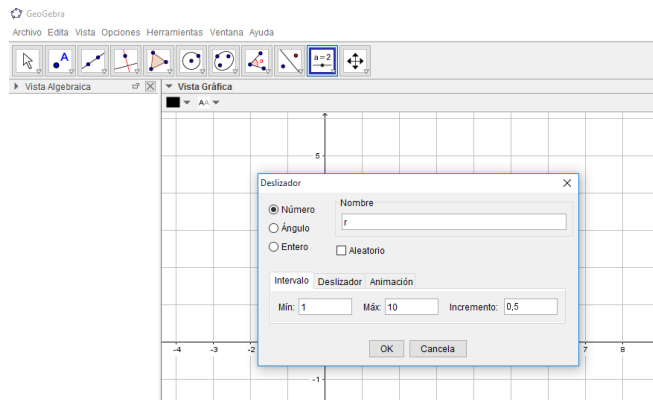 GeoGebra
Archivo Edita Vista Opciones Herramientas Ventana Ayuda
A
α
a=2
Vista Algebraica
Vista Gráfica
AA
5
Deslizador
Número
Ángulo
Entero
Nombre
r
Aleatorio
Intervalo Deslizador Animación
Mín: 1 Máx: 10 Incremento: 0,5
OK Cancela
-4 -3 -2 7 8
-1